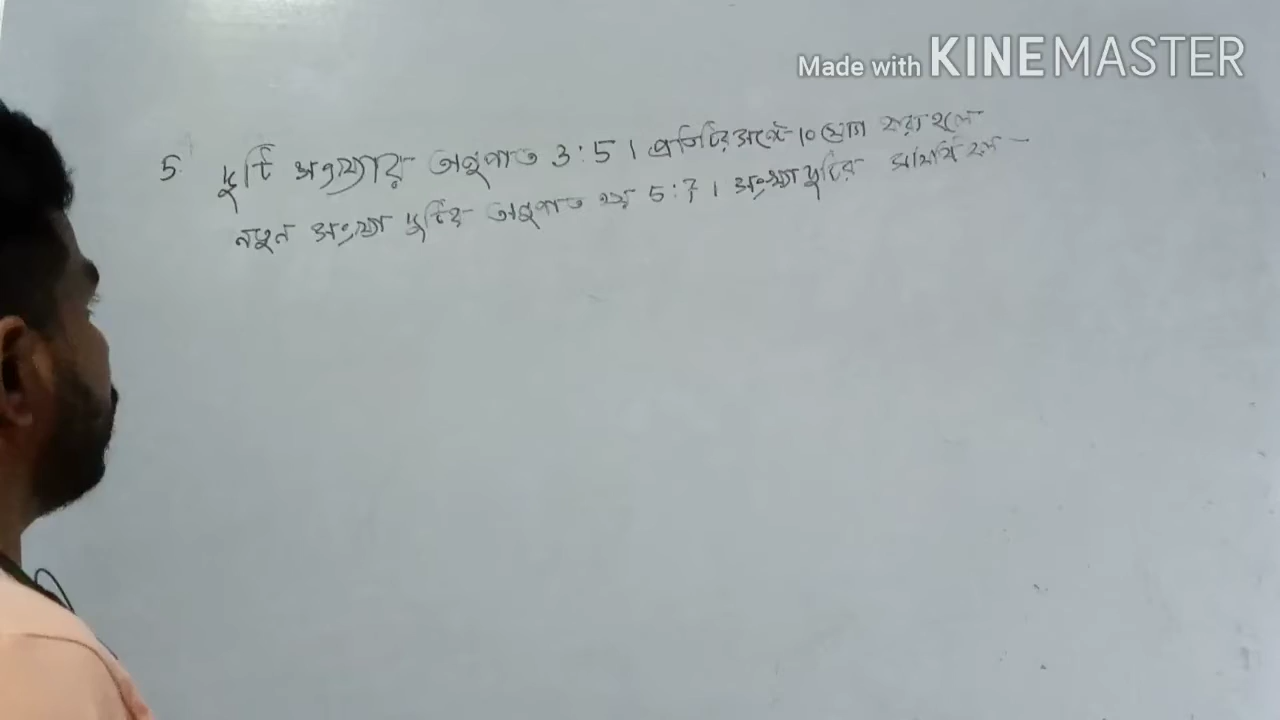 Made with KINEMASTER
5. দুটি সংখ্যার অনুপাত 3:5। প্রতিটির সঙ্গে 10 যোগ করা হলে
নতুন সংখ্যা দুটির অনুপাত হয় 5:7। সংখ্যা দুটির সমষ্টি হল –